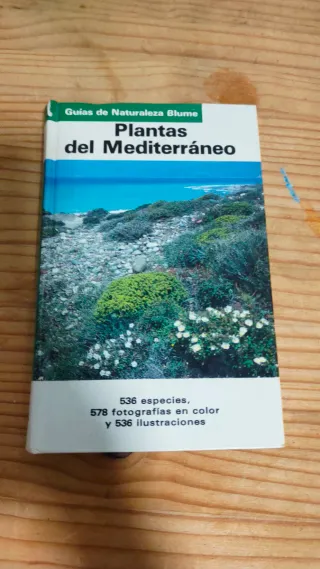 Guías de Naturaleza Blume
Plantas
del Mediterráneo
536 especies,
578 fotografías en color
y 536 ilustraciones